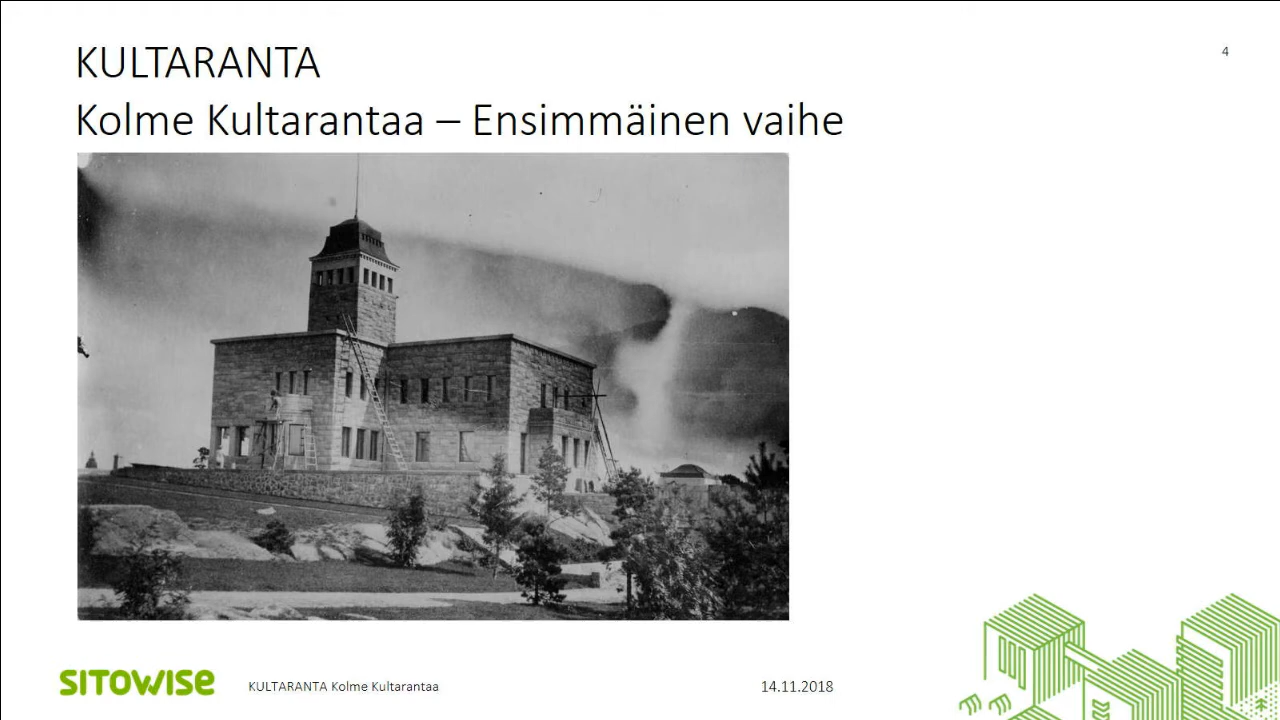 KULTARANTA
4
Kolme Kultarantaa – Ensimmäinen vaihe
SITOWISE
KULTARANTA Kolme Kultarantaa
14.11.2018